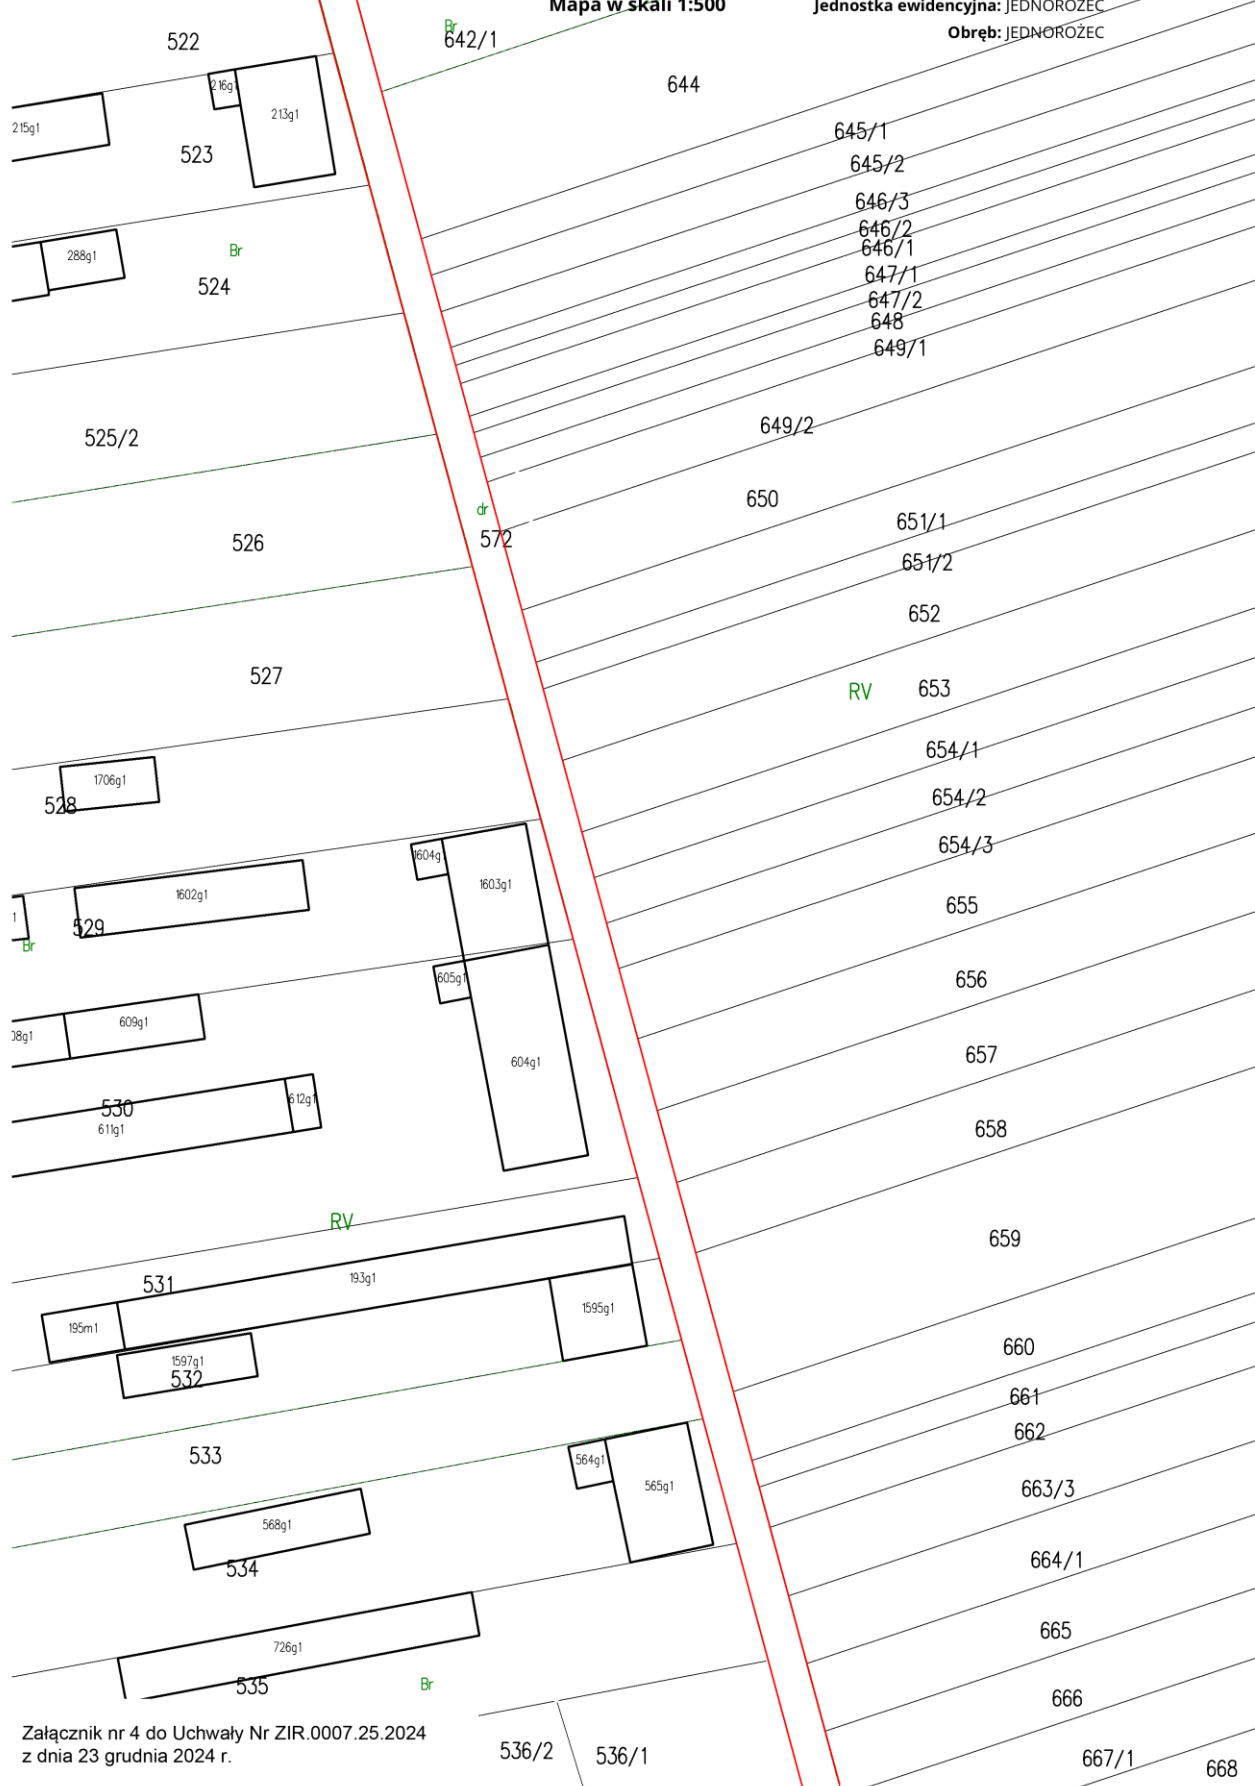 Mapa w skali 1:500
Jednostka ewidencyjna: JEDNOROŻEC
Obręb: JEDNOROŻEC
Br
642/1
522
644
216g1
213g1
215g1
523
645/1
645/2
646/3
646/2
646/1
647/1
647/2
648
649/1
Br
288g1
524
525/2
649/2
650
dr
572
526
651/1
651/2
652
527
RV
653
654/1
1706g1
528
654/2
654/3
1604g
1603g1
1602g1
529
1
Br
655
605g1
656
609g1
08g1
604g1
657
612g1
530
611g1
658
RV
659
531
193g1
195m1
1595g1
1597g1
532
660
661
662
533
564g1
565g1
663/3
568g1
534
664/1
726g1
665
535
Br
666
Załącznik nr 4 do Uchwały Nr ZIR.0007.25.2024
z dnia 23 grudnia 2024 r.
536/2
536/1
667/1
668